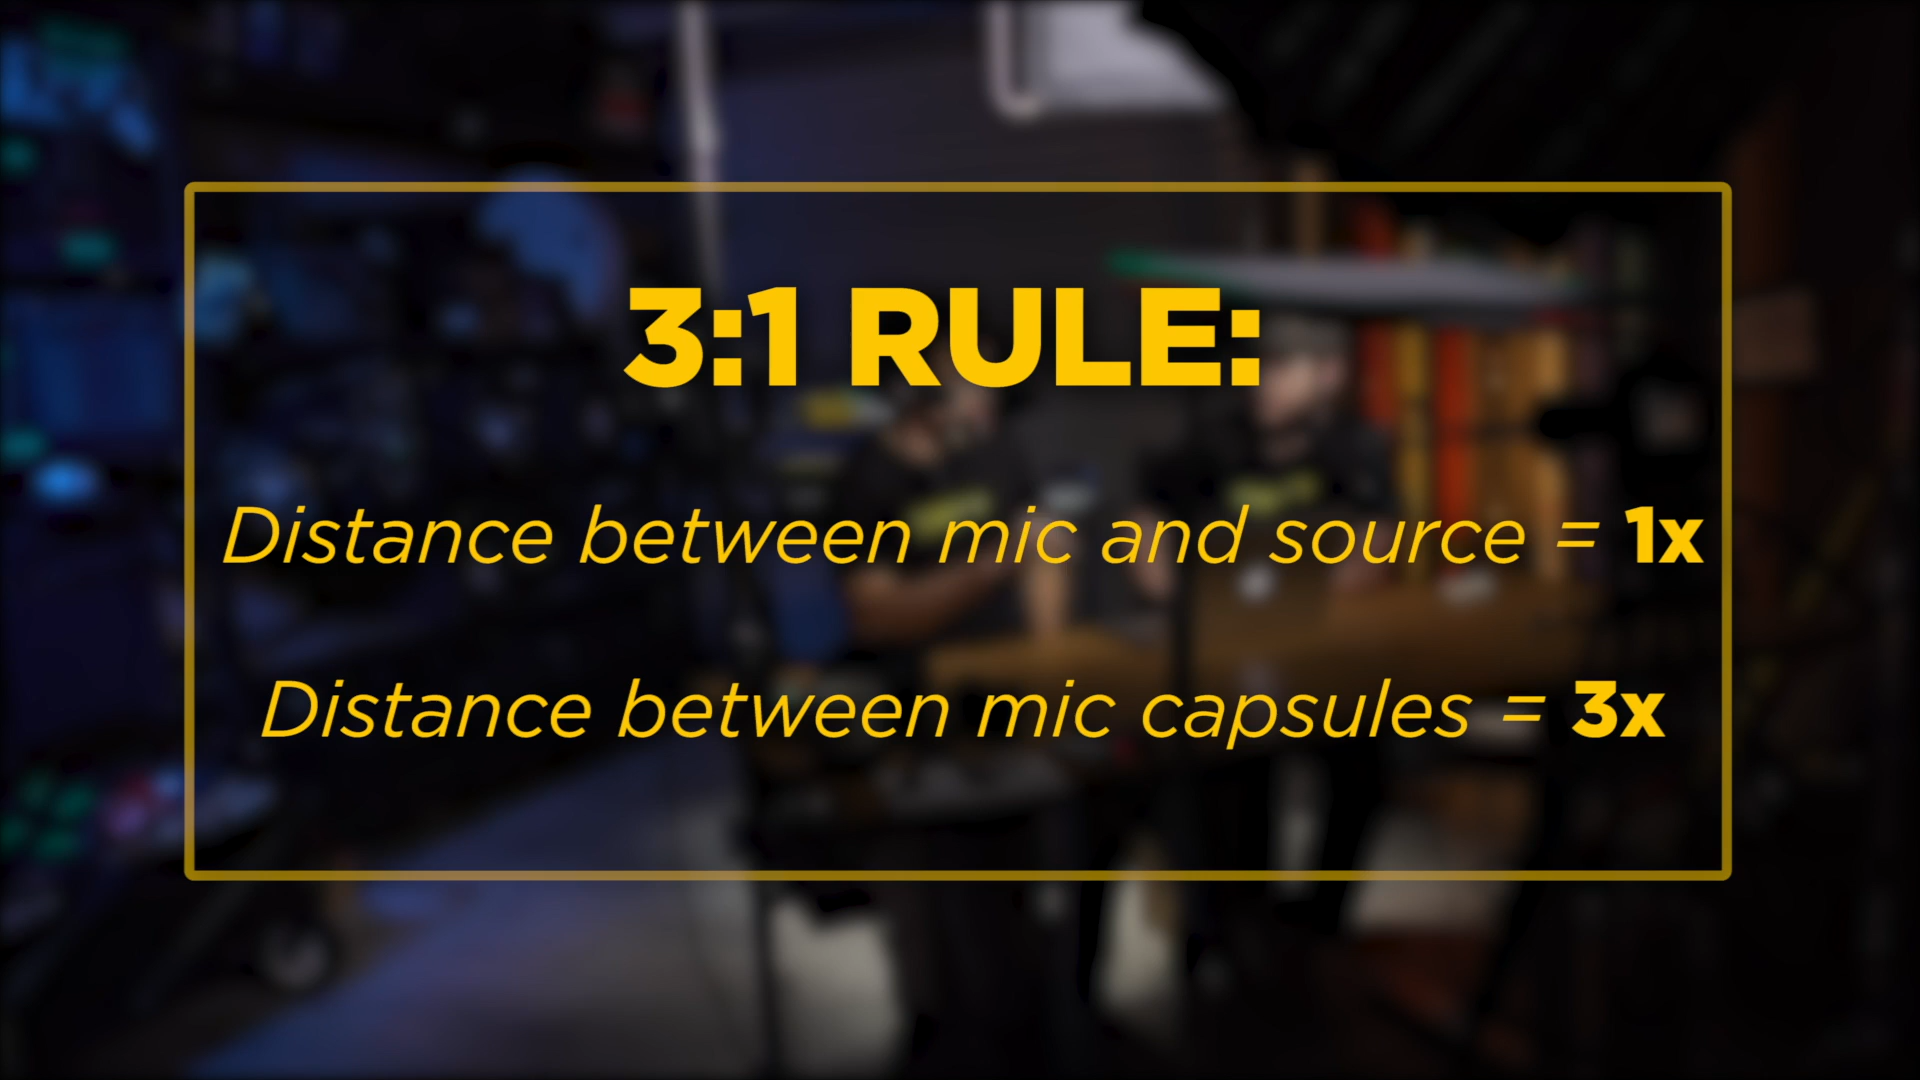 3:1 RULE:
Distance between mic and source = 1x
Distance between mic capsules = 3x